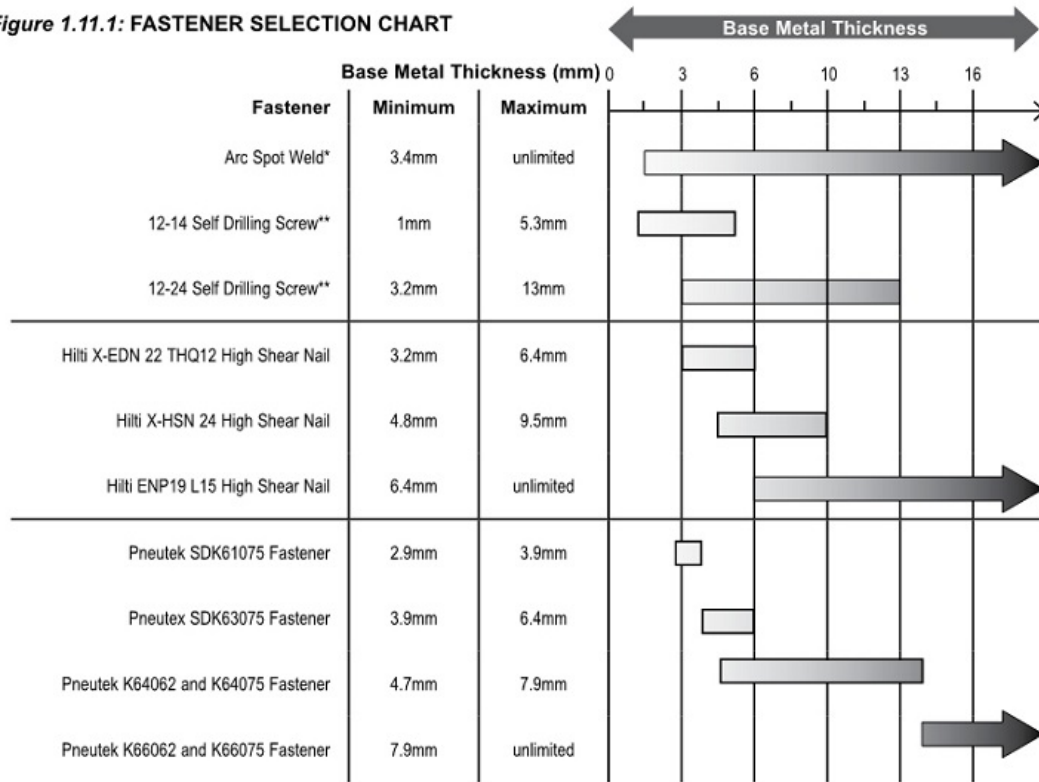 igure 1.11.1: FASTENER SELECTION CHART
Base Metal Thickness
Base Metal Thickness (mm) 0 3 6 10 13 16
Fastener Minimum Maximum
Arc Spot Weld* 3.4mm unlimited
12-14 Self Drilling Screw** 1mm 5.3mm
12-24 Self Drilling Screw** 3.2mm 13mm
Hilti X-EDN 22 THQ12 High Shear Nail 3.2mm 6.4mm
Hilti X-HSN 24 High Shear Nail 4.8mm 9.5mm
Hilti ENP19 L15 High Shear Nail 6.4mm unlimited
Pneutek SDK61075 Fastener 2.9mm 3.9mm
Pneutex SDK63075 Fastener 3.9mm 6.4mm
Pneutek K64062 and K64075 Fastener 4.7mm 7.9mm
Pneutek K66062 and K66075 Fastener 7.9mm unlimited